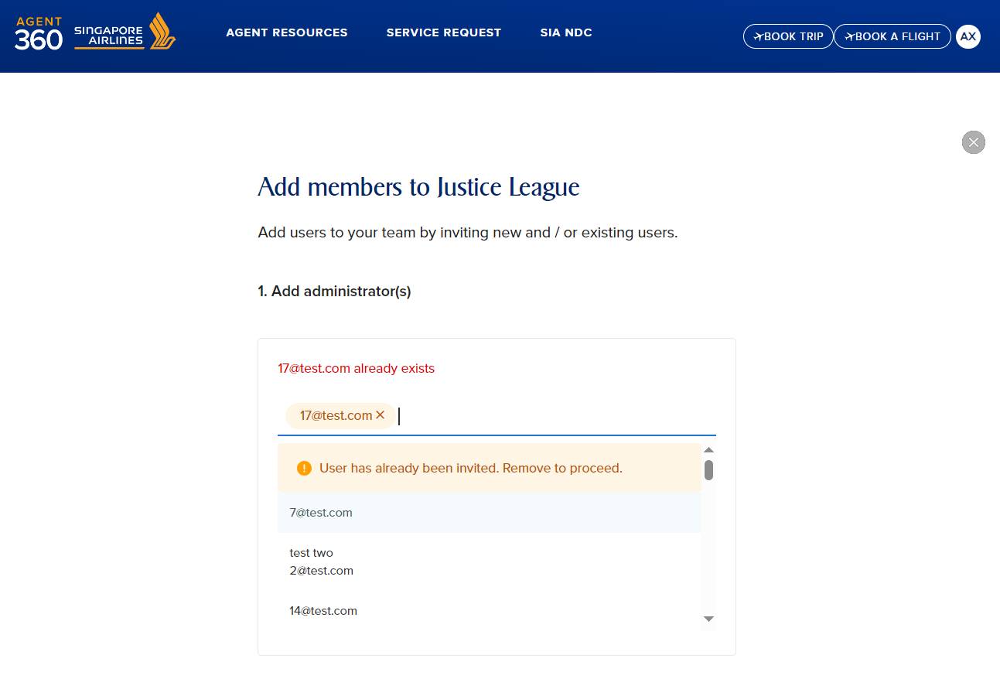 AGENT
360
SINGAPORE
AIRLINES
AGENT RESOURCES
SERVICE REQUEST
SIA NDC
BOOK TRIP
BOOK A FLIGHT
AX
Add members to Justice League
Add users to your team by inviting new and / or existing users.
1. Add administrator(s)
17@test.com already exists
17@test.com
User has already been invited. Remove to proceed.
7@test.com
test two
2@test.com
14@test.com